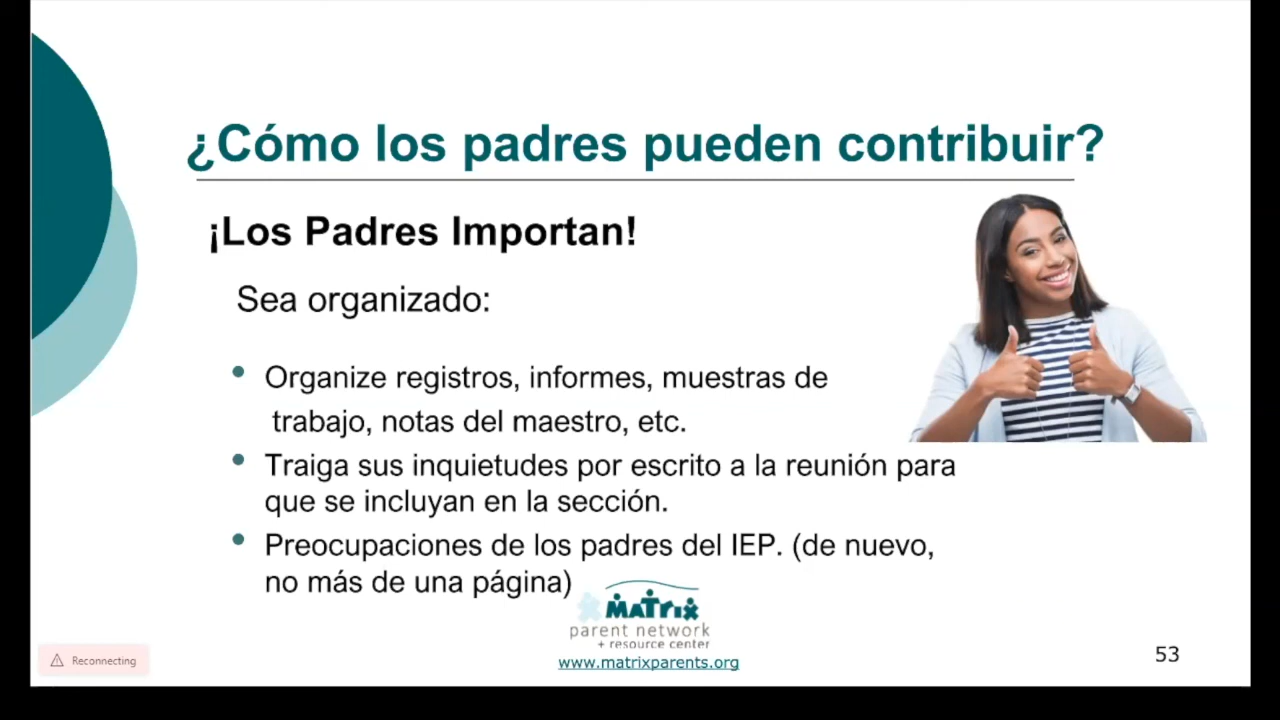 ¿Cómo los padres pueden contribuir?
¡Los Padres Importan!
Sea organizado:
• Organize registros, informes, muestras de
trabajo, notas del maestro, etc.
• Traiga sus inquietudes por escrito a la reunión para
que se incluyan en la sección.
• Preocupaciones de los padres del IEP. (de nuevo,
no más de una página)
MATRIX
parent network
+ resource center
www.matrixparents.org
Reconnecting
53